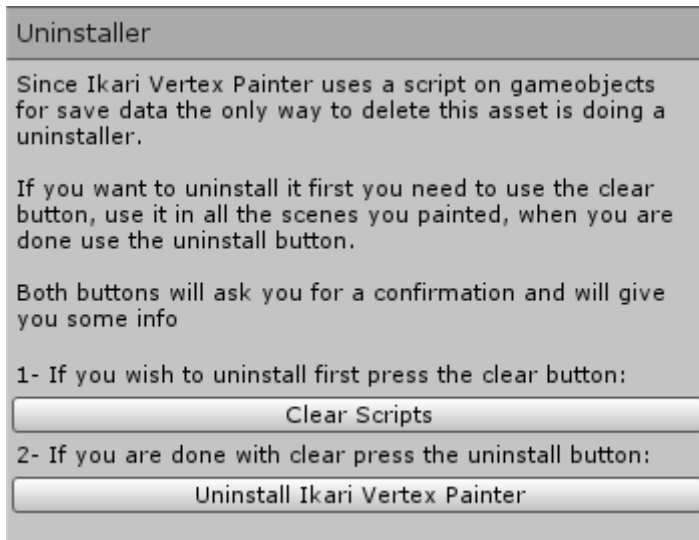 Uninstaller
Since Ikari Vertex Painter uses a script on gameobjects
for save data the only way to delete this asset is doing a
uninstaller.
If you want to uninstall it first you need to use the clear
button, use it in all the scenes you painted, when you are
done use the uninstall button.
Both buttons will ask you for a confirmation and will give
you some info
1- If you wish to uninstall first press the clear button:
Clear Scripts
2- If you are done with clear press the uninstall button:
Uninstall Ikari Vertex Painter